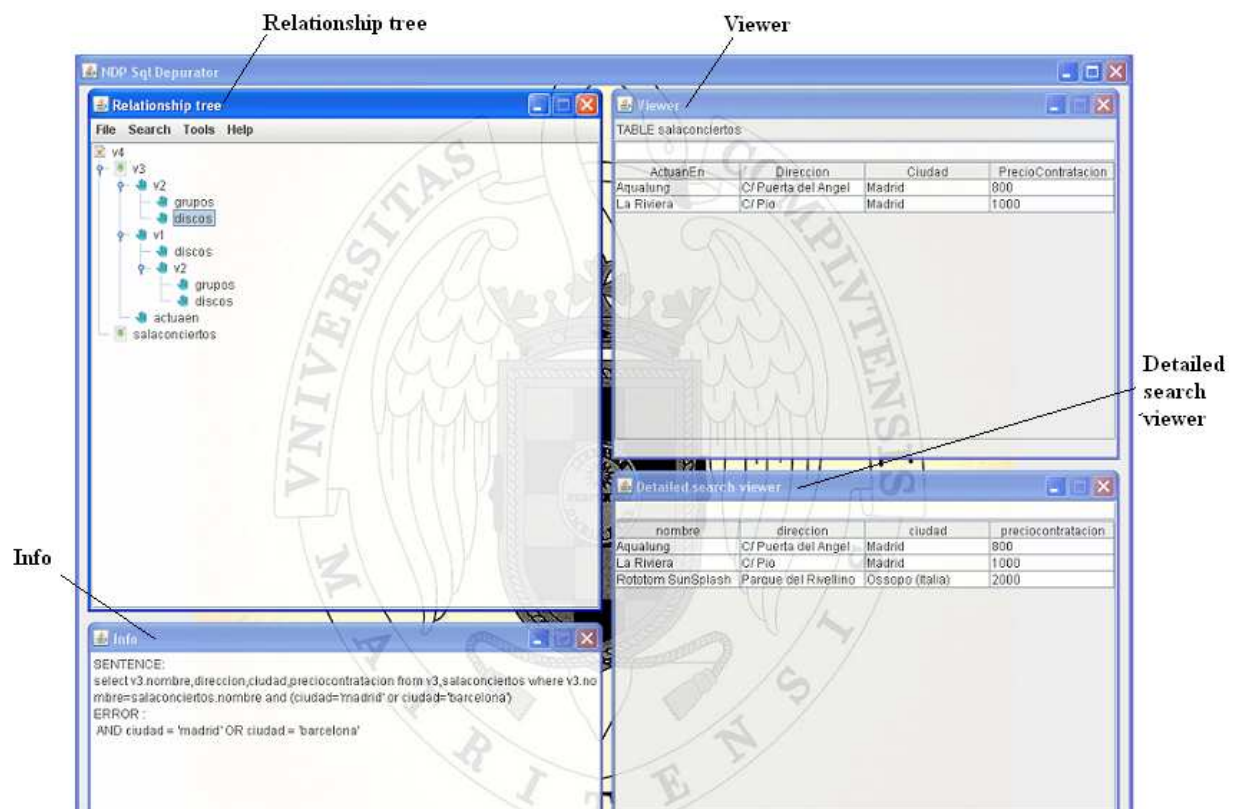 Relationship tree
Viewer
NDP Sql Depurator
Relationship tree
File Search Tools Help
v4
v3
v2
grupos
discos
v1
discos
v2
grupos
discos
actuaen
salaconciertos
Viewer
TABLE salaconciertos
ActuanEn Direccion Ciudad PrecioContratacion
Aqualung C/ Puerta del Angel Madrid 800
La Riviera C/ Pio Madrid 1000
Detailed
search
viewer
Detailed search viewer
nombre direccion ciudad preciocontratacion
Aqualung C/ Puerta del Angel Madrid 800
La Riviera C/ Pio Madrid 1000
Rototom SunSplash Parque del Rivellino Ossopo (Italia) 2000
Info
Info
SENTENCE:
select v3.nombre,direccion,ciudad,preciocontratacion from v3,salaconciertos where v3.no
mbre=salaconciertos.nombre and (ciudad='madrid' or ciudad='barcelona')
ERROR :
AND ciudad = 'madrid' OR ciudad = 'barcelona'
VNIVERSITAS COMPLVTENSIS
MATRITENSIS